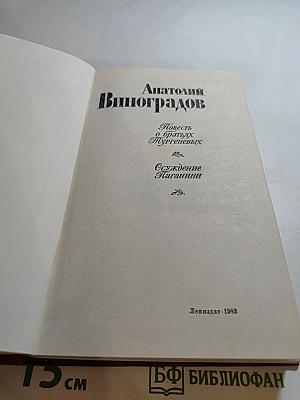 Анатолий
Виноградов
Повесть
о братьях
Тургеневых
Осуждение
Паганини
Лениздат · 1983
15 см
БФ БИБЛИОФАН